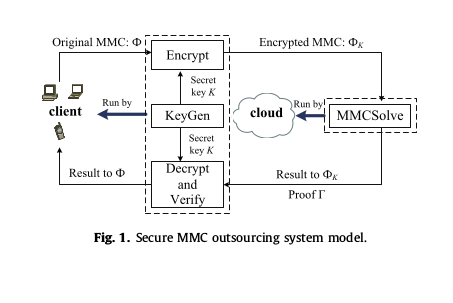 Original MMC: Φ
Encrypt
Encrypted MMC: Φ_K
Secret
key K
client
Run by
KeyGen
cloud
Run by
MMCSolve
Secret
key K
Result to Φ
Decrypt
and
Verify
Result to Φ_K
Proof Γ
Fig. 1. Secure MMC outsourcing system model.